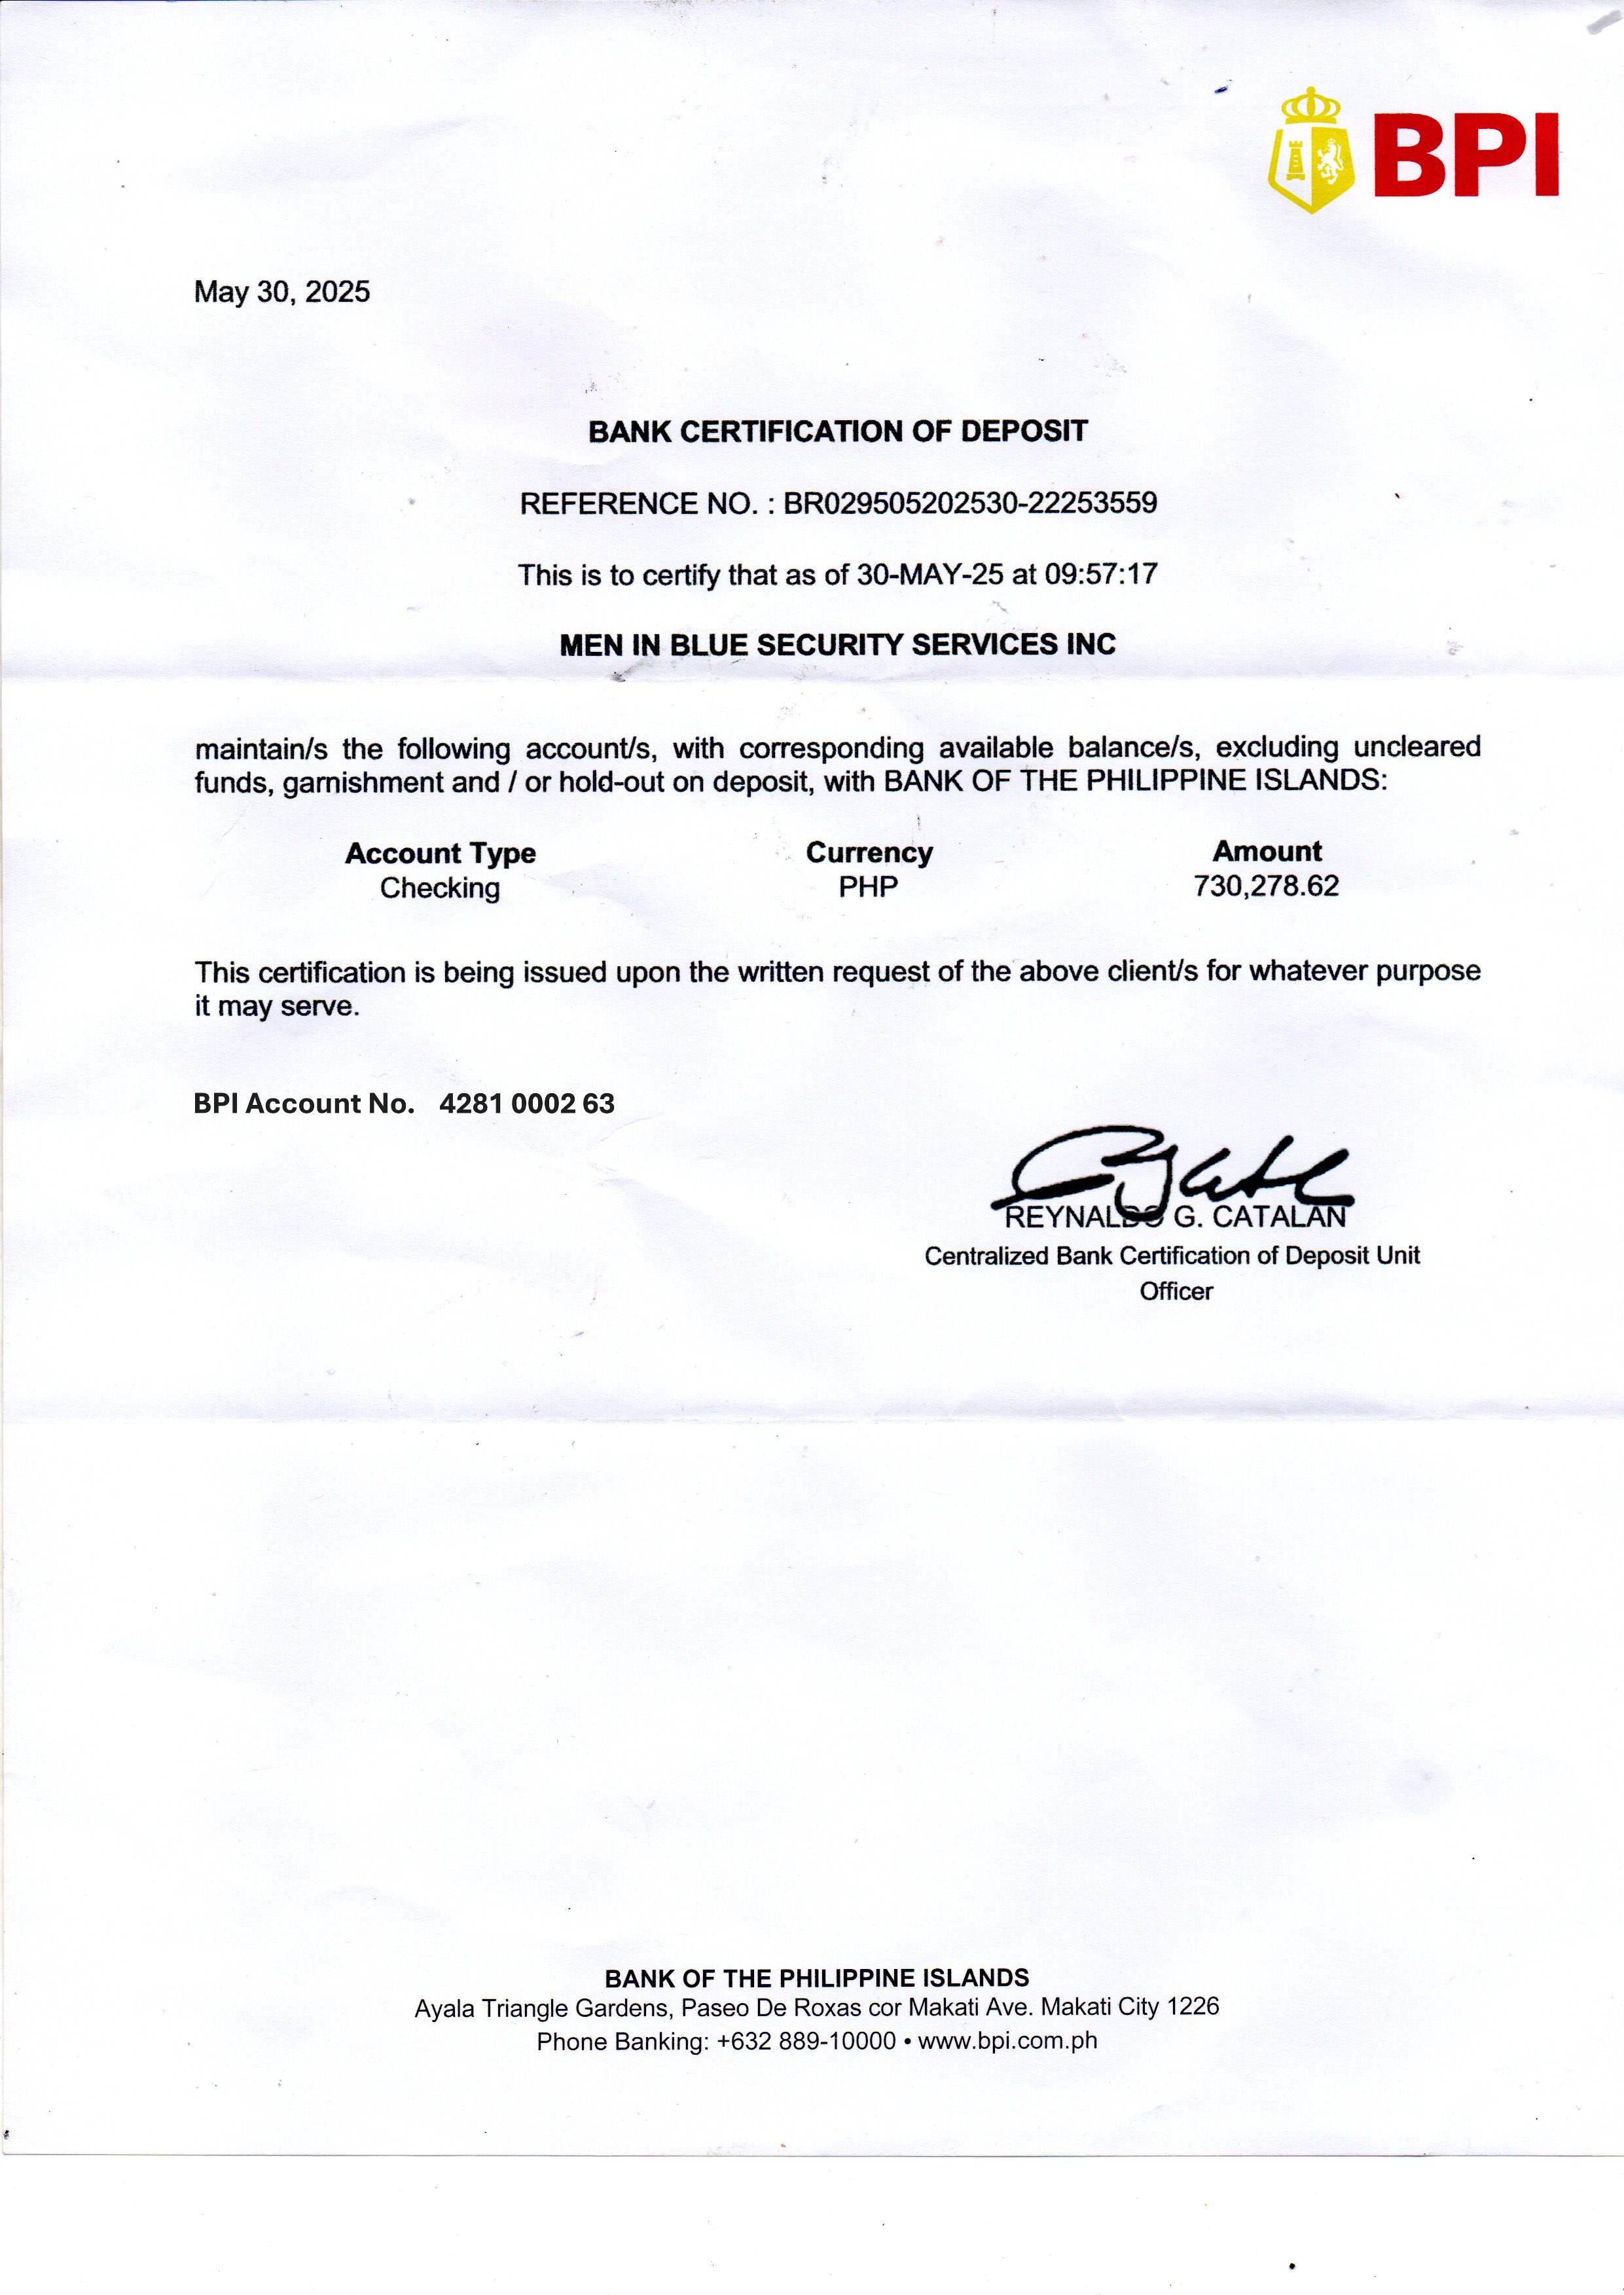 BPI
May 30, 2025
BANK CERTIFICATION OF DEPOSIT
REFERENCE NO. : BR029505202530-22253559
This is to certify that as of 30-MAY-25 at 09:57:17
MEN IN BLUE SECURITY SERVICES INC
maintain/s the following account/s, with corresponding available balance/s, excluding uncleared
funds, garnishment and / or hold-out on deposit, with BANK OF THE PHILIPPINE ISLANDS:
Account Type Currency Amount
Checking PHP 730,278.62
This certification is being issued upon the written request of the above client/s for whatever purpose
it may serve.
BPI Account No. 4281 0002 63
REYNALDO G. CATALAN
Centralized Bank Certification of Deposit Unit
Officer
BANK OF THE PHILIPPINE ISLANDS
Ayala Triangle Gardens, Paseo De Roxas cor Makati Ave. Makati City 1226
Phone Banking: +632 889-10000 • www.bpi.com.ph